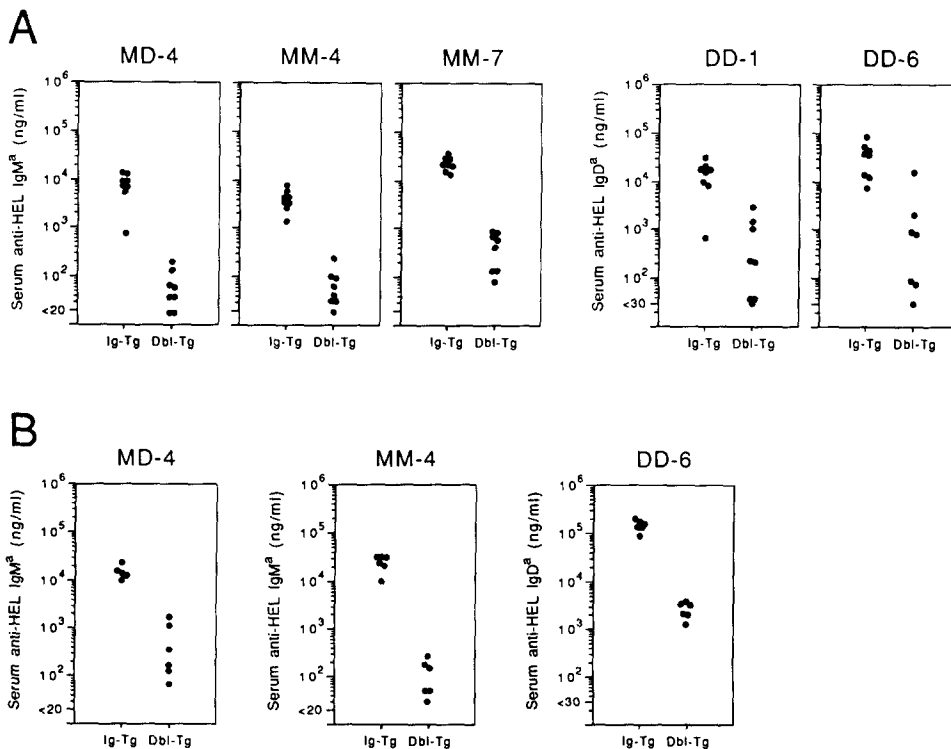 A
MD-4
MM-4
MM-7
DD-1
DD-6
Serum anti-HEL IgMᵃ (ng/ml)
10⁶
10⁵
10⁴
10³
10²
<20
Ig-Tg Dbl-Tg
Ig-Tg Dbl-Tg
Ig-Tg Dbl-Tg
Serum anti-HEL IgDᵃ (ng/ml)
10⁶
10⁵
10⁴
10³
10²
<30
Ig-Tg Dbl-Tg
Ig-Tg Dbl-Tg
B
MD-4
MM-4
DD-6
Serum anti-HEL IgMᵃ (ng/ml)
10⁶
10⁵
10⁴
10³
10²
<20
Ig-Tg Dbl-Tg
Serum anti-HEL IgMᵃ (ng/ml)
10⁶
10⁵
10⁴
10³
10²
<20
Ig-Tg Dbl-Tg
Serum anti-HEL IgDᵃ (ng/ml)
10⁶
10⁵
10⁴
10³
10²
<30
Ig-Tg Dbl-Tg